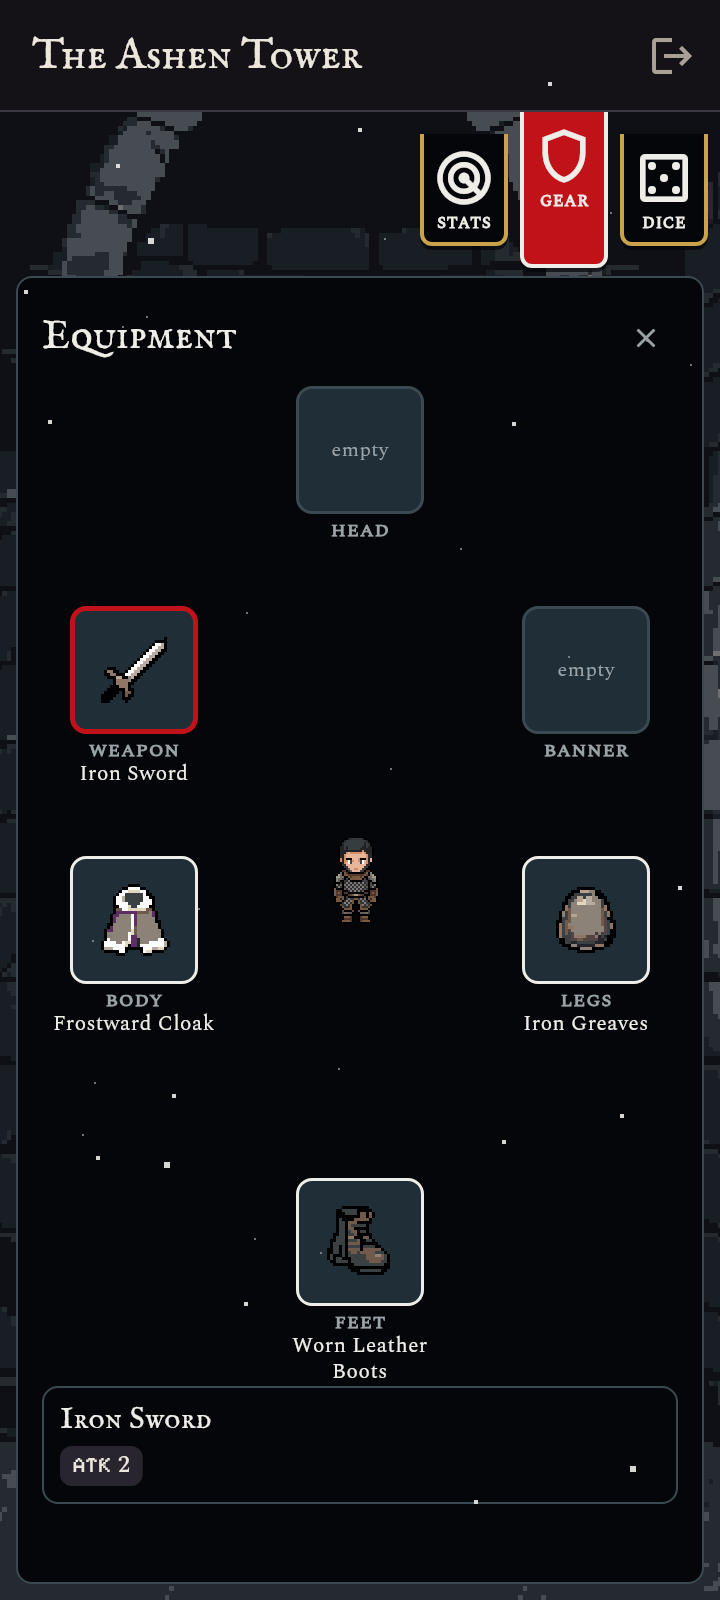 The Ashen Tower
STATS
GEAR
DICE
Equipment
empty
HEAD
empty
WEAPON
Iron Sword
BANNER
BODY
Frostward Cloak
LEGS
Iron Greaves
FEET
Worn Leather
Boots
Iron Sword
ATK 2